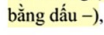 bằng dấu –),